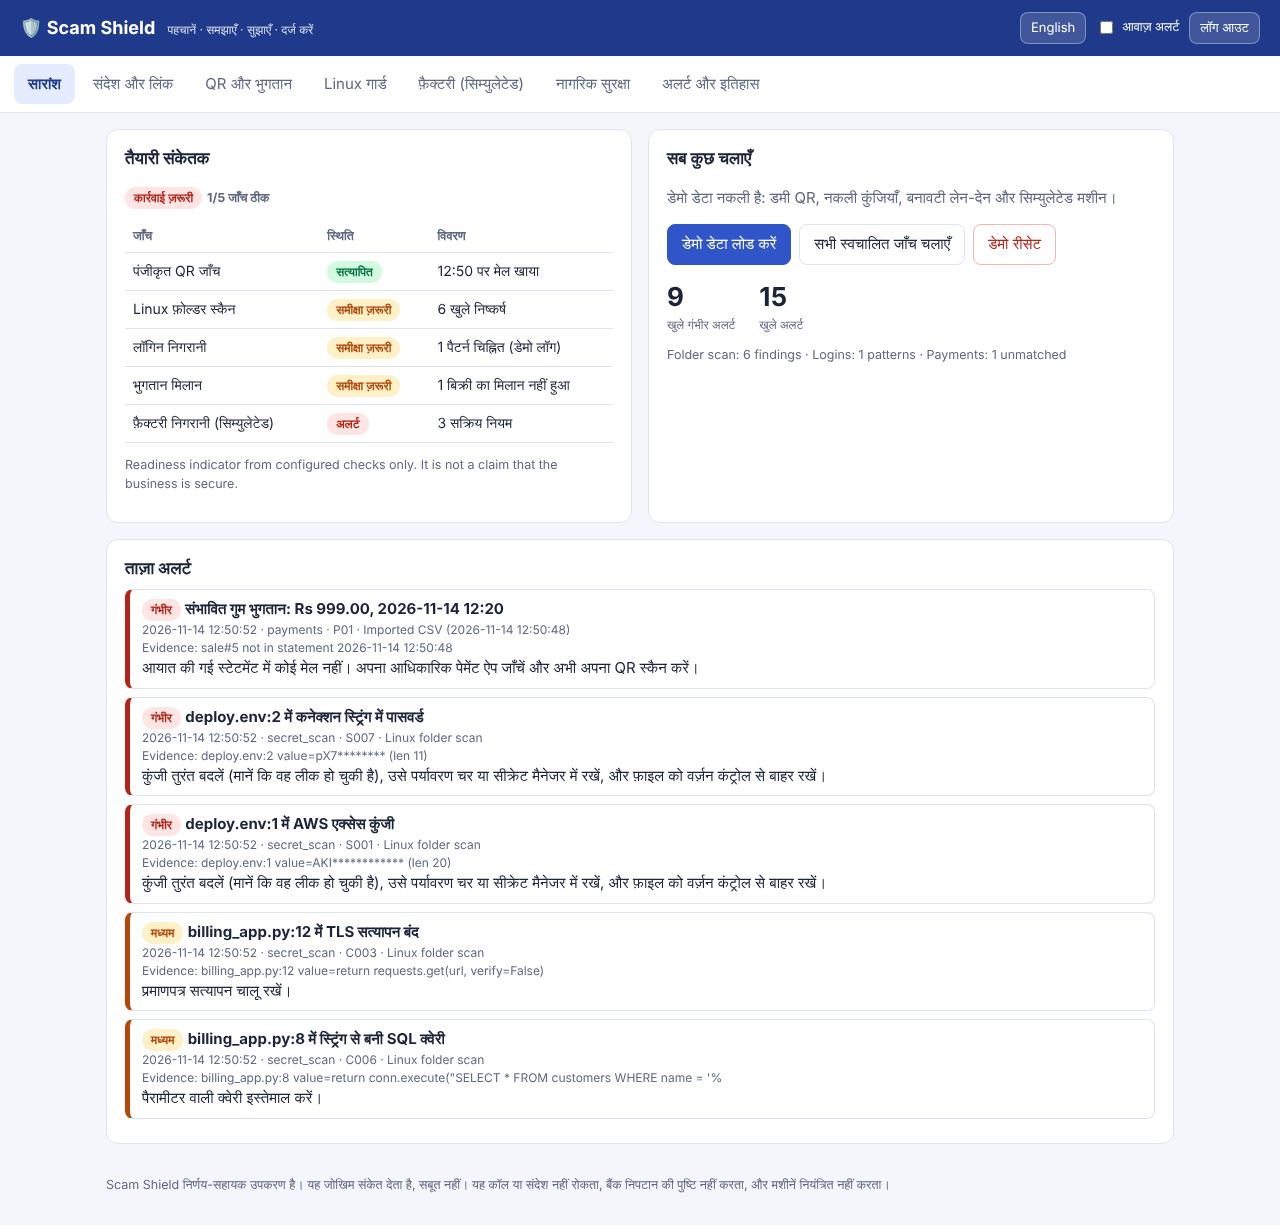 🛡️ Scam Shield पहचानें · समझाएँ · सुझाएँ · दर्ज करें English आवाज़ अलर्ट लॉग आउट
सारांश संदेश और लिंक QR और भुगतान Linux गार्ड फ़ैक्टरी (सिम्युलेटेड) नागरिक सुरक्षा अलर्ट और इतिहास
तैयारी संकेतक
कार्रवाई ज़रूरी 1/5 जाँच ठीक
जाँच स्थिति विवरण
पंजीकृत QR जाँच सत्यापित 12:50 पर मेल खाया
Linux फ़ोल्डर स्कैन समीक्षा ज़रूरी 6 खुले निष्कर्ष
लॉगिन निगरानी समीक्षा ज़रूरी 1 पैटर्न चिह्नित (डेमो लॉग)
भुगतान मिलान समीक्षा ज़रूरी 1 बिक्री का मिलान नहीं हुआ
फ़ैक्टरी निगरानी (सिम्युलेटेड) अलर्ट 3 सक्रिय नियम
Readiness indicator from configured checks only. It is not a claim that the
business is secure.
सब कुछ चलाएँ
डेमो डेटा नकली है: डमी QR, नकली कुंजियाँ, बनावटी लेन-देन और सिम्युलेटेड मशीन।
डेमो डेटा लोड करें सभी स्वचालित जाँच चलाएँ डेमो रीसेट
9 15
खुले गंभीर अलर्ट खुले अलर्ट
Folder scan: 6 findings · Logins: 1 patterns · Payments: 1 unmatched
ताज़ा अलर्ट
गंभीर संभावित गुम भुगतान: Rs 999.00, 2026-11-14 12:20
2026-11-14 12:50:52 · payments · P01 · Imported CSV (2026-11-14 12:50:48)
Evidence: sale#5 not in statement 2026-11-14 12:50:48
आयात की गई स्टेटमेंट में कोई मेल नहीं। अपना आधिकारिक पेमेंट ऐप जाँचें और अभी अपना QR स्कैन करें।
गंभीर deploy.env:2 में कनेक्शन स्ट्रिंग में पासवर्ड
2026-11-14 12:50:52 · secret_scan · S007 · Linux folder scan
Evidence: deploy.env:2 value=pX7******** (len 11)
कुंजी तुरंत बदलें (मानें कि वह लीक हो चुकी है), उसे पर्यावरण चर या सीक्रेट मैनेजर में रखें, और फ़ाइल को वर्ज़न कंट्रोल से बाहर रखें।
गंभीर deploy.env:1 में AWS एक्सेस कुंजी
2026-11-14 12:50:52 · secret_scan · S001 · Linux folder scan
Evidence: deploy.env:1 value=AKI************ (len 20)
कुंजी तुरंत बदलें (मानें कि वह लीक हो चुकी है), उसे पर्यावरण चर या सीक्रेट मैनेजर में रखें, और फ़ाइल को वर्ज़न कंट्रोल से बाहर रखें।
मध्यम billing_app.py:12 में TLS सत्यापन बंद
2026-11-14 12:50:52 · secret_scan · C003 · Linux folder scan
Evidence: billing_app.py:12 value=return requests.get(url, verify=False)
प्रमाणपत्र सत्यापन चालू रखें।
मध्यम billing_app.py:8 में स्ट्रिंग से बनी SQL क्वेरी
2026-11-14 12:50:52 · secret_scan · C006 · Linux folder scan
Evidence: billing_app.py:8 value=return conn.execute("SELECT * FROM customers WHERE name = '%
पैरामीटर वाली क्वेरी इस्तेमाल करें।
Scam Shield निर्णय-सहायक उपकरण है। यह जोखिम संकेत देता है, सबूत नहीं। यह कॉल या संदेश नहीं रोकता, बैंक निपटान की पुष्टि नहीं करता, और मशीनें नियंत्रित नहीं करता।